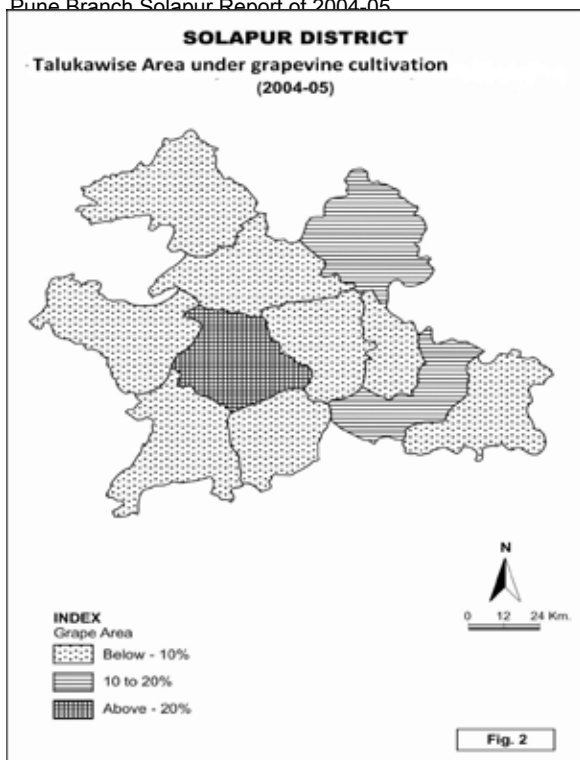 Pune Branch Solapur Report of 2004-05
SOLAPUR DISTRICT
Talukawise Area under grapevine cultivation
(2004-05)
N
0 12 24 Km.
INDEX
Grape Area
Below - 10%
10 to 20%
Above - 20%
Fig. 2